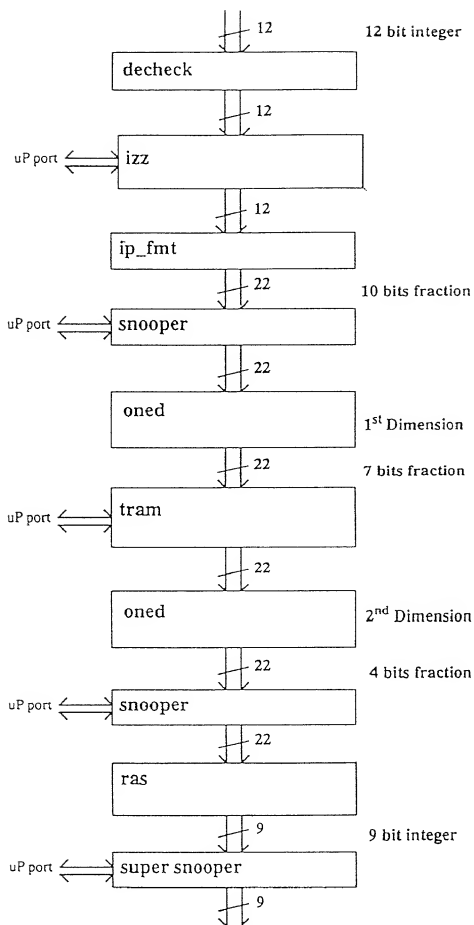 12
12 bit integer
decheck
12
uP port
izz
12
ip_fmt
22
10 bits fraction
uP port
snooper
22
oned
1st Dimension
22
7 bits fraction
uP port
tram
22
oned
2nd Dimension
22
4 bits fraction
uP port
snooper
22
ras
9
9 bit integer
uP port
super snooper
9